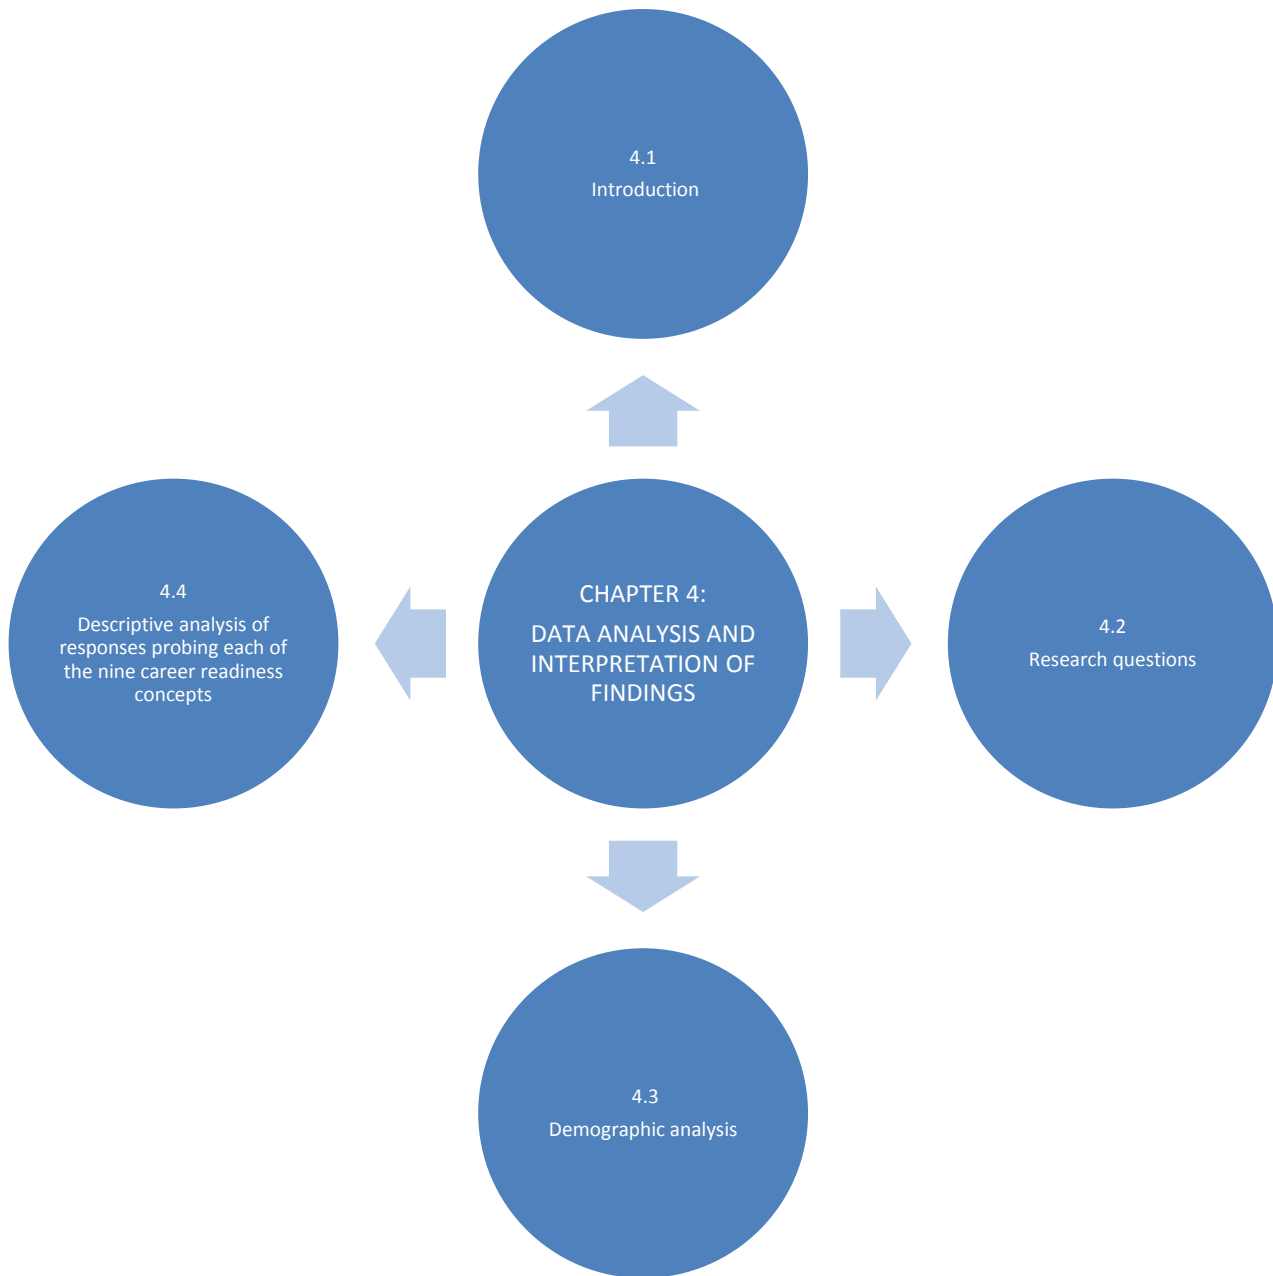 4.1
Introduction
4.4
Descriptive analysis of
responses probing each of
the nine career readiness
concepts
CHAPTER 4:
DATA ANALYSIS AND
INTERPRETATION OF
FINDINGS
4.2
Research questions
4.3
Demographic analysis